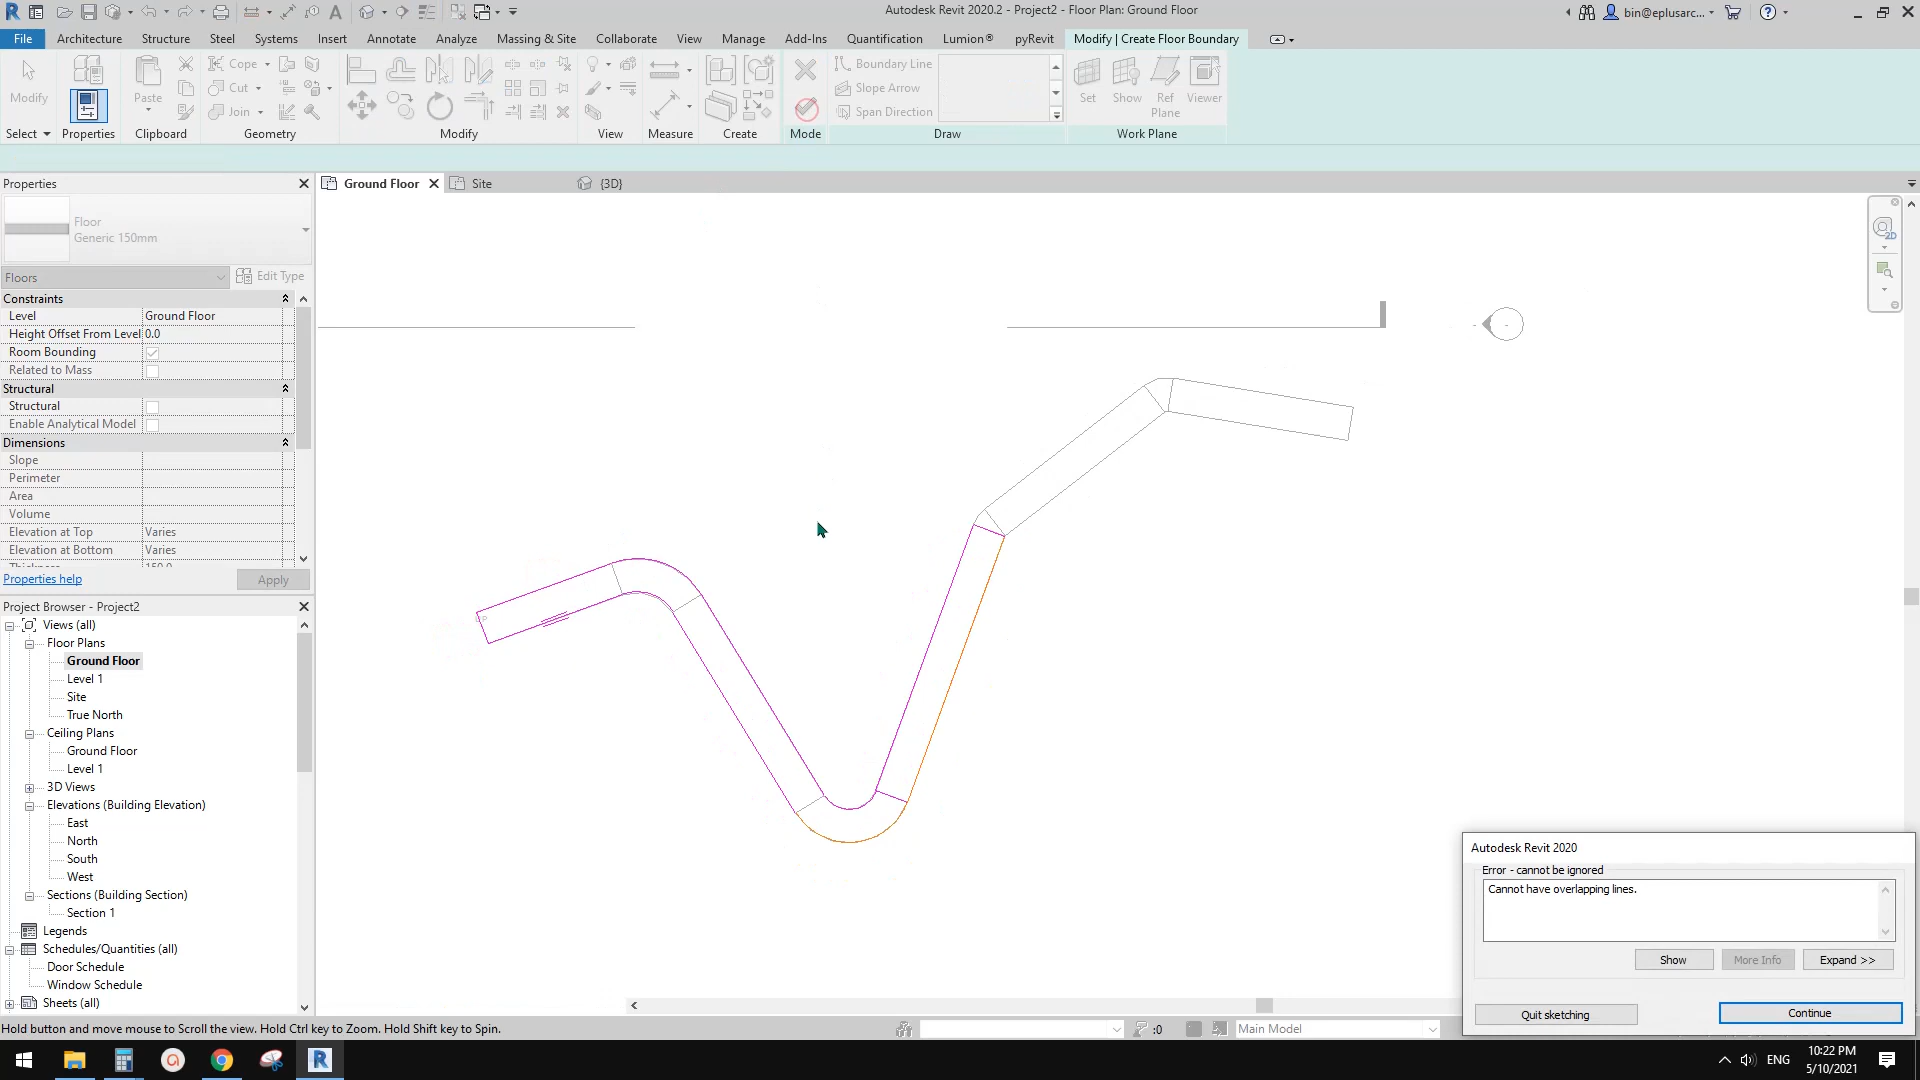 Autodesk Revit 2020.2 - Project2 - Floor Plan: Ground Floor
bin@eplusarc...
File Architecture Structure Steel Systems Insert Annotate Analyze Massing & Site Collaborate View Manage Add-Ins Quantification Lumion® pyRevit Modify | Create Floor Boundary
Modify
Paste
Cope
Cut
Join
Boundary Line
Slope Arrow
Span Direction
Set Show Ref Plane Viewer
Select Properties Clipboard Geometry Modify View Measure Create Mode Draw Work Plane
Properties
Ground Floor Site {3D}
Floor
Generic 150mm
Floors Edit Type
Constraints
Level Ground Floor
Height Offset From Level 0.0
Room Bounding
Related to Mass
Structural
Structural
Enable Analytical Model
Dimensions
Slope
Perimeter
Area
Volume
Elevation at Top Varies
Elevation at Bottom Varies
Thickness 150.0
Properties help Apply
Project Browser - Project2
Views (all)
Floor Plans
Ground Floor
Level 1
Site
True North
Ceiling Plans
Ground Floor
Level 1
3D Views
Elevations (Building Elevation)
East
North
South
West
Sections (Building Section)
Section 1
Legends
Schedules/Quantities (all)
Door Schedule
Window Schedule
Sheets (all)
2D
Autodesk Revit 2020
Error - cannot be ignored
Cannot have overlapping lines.
Show More Info Expand >>
Quit sketching Continue
Hold button and move mouse to Scroll the view. Hold Ctrl key to Zoom. Hold Shift key to Spin.
:0 Main Model
ENG
10:22 PM
5/10/2021